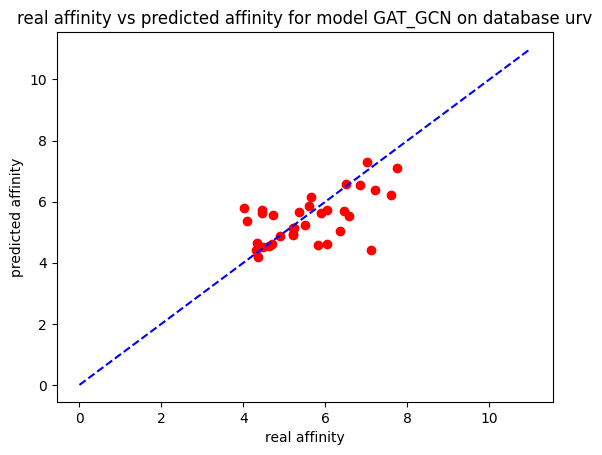 real affinity vs predicted affinity for model GAT_GCN on database urv
predicted affinity
10
8
6
4
2
0
0 2 4 6 8 10
real affinity